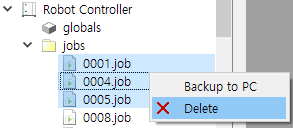 Robot Controller
globals
jobs
0001.job
0004.job
0005.job
0008.job
Backup to PC
Delete